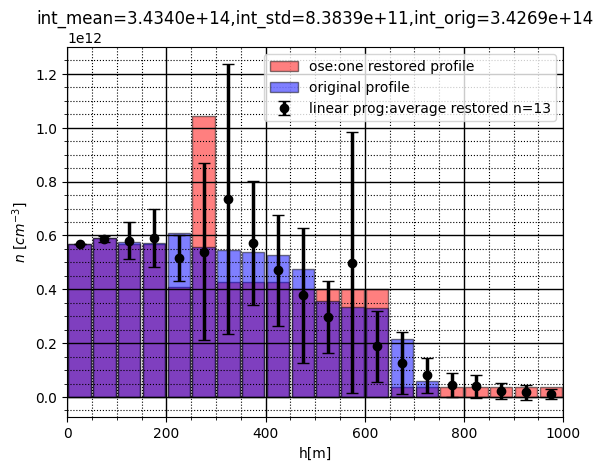 int_mean=3.4340e+14,int_std=8.3839e+11,int_orig=3.4269e+14
1e12
ose:one restored profile
original profile
linear prog:average restored n=13
1.2
1.0
0.8
0.6
0.4
0.2
0.0
n [cm⁻³]
0 200 400 600 800 1000
h[m]